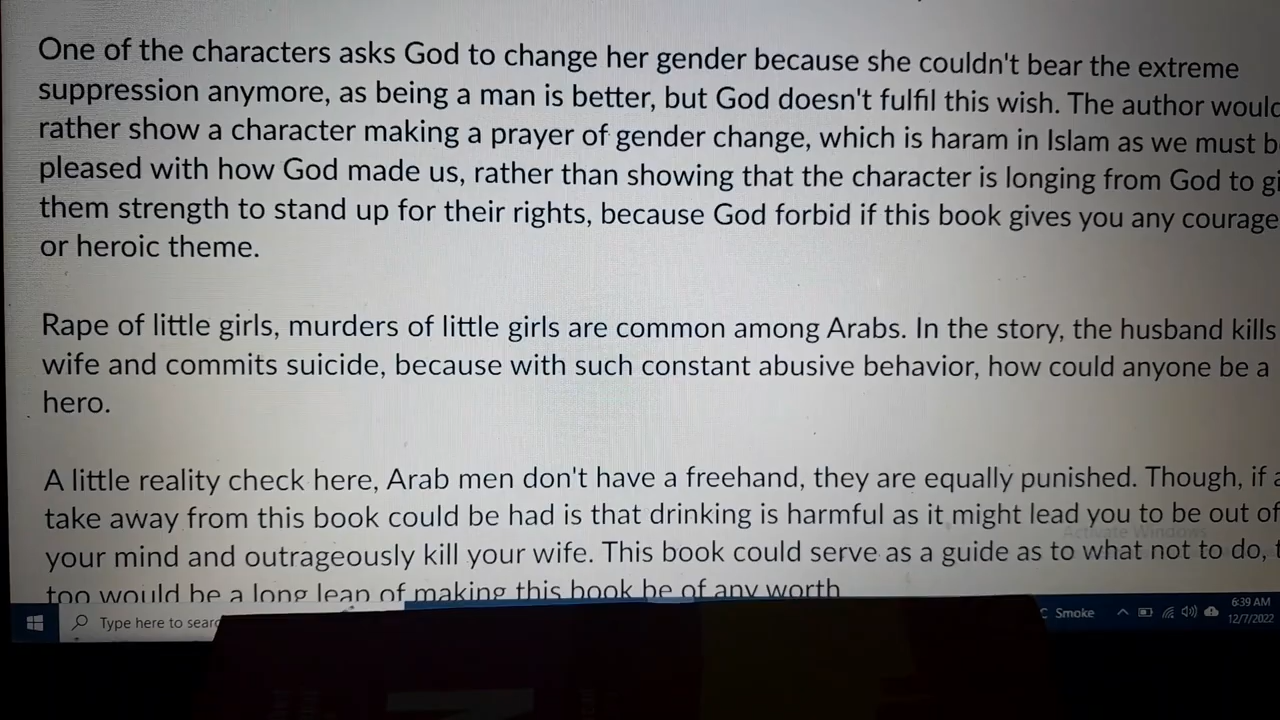 One of the characters asks God to change her gender because she couldn't bear the extreme
suppression anymore, as being a man is better, but God doesn't fulfil this wish. The author would
rather show a character making a prayer of gender change, which is haram in Islam as we must b
pleased with how God made us, rather than showing that the character is longing from God to gi
them strength to stand up for their rights, because God forbid if this book gives you any courage
or heroic theme.
Rape of little girls, murders of little girls are common among Arabs. In the story, the husband kills
wife and commits suicide, because with such constant abusive behavior, how could anyone be a
hero.
A little reality check here, Arab men don't have a freehand, they are equally punished. Though, if a
take away from this book could be had is that drinking is harmful as it might lead you to be out of
Activate Windows
your mind and outrageously kill your wife. This book could serve as a guide as to what not to do, t
too would be a long leap of making this book be of any worth
Type here to searc
C Smoke
6:39 AM
12/7/2022